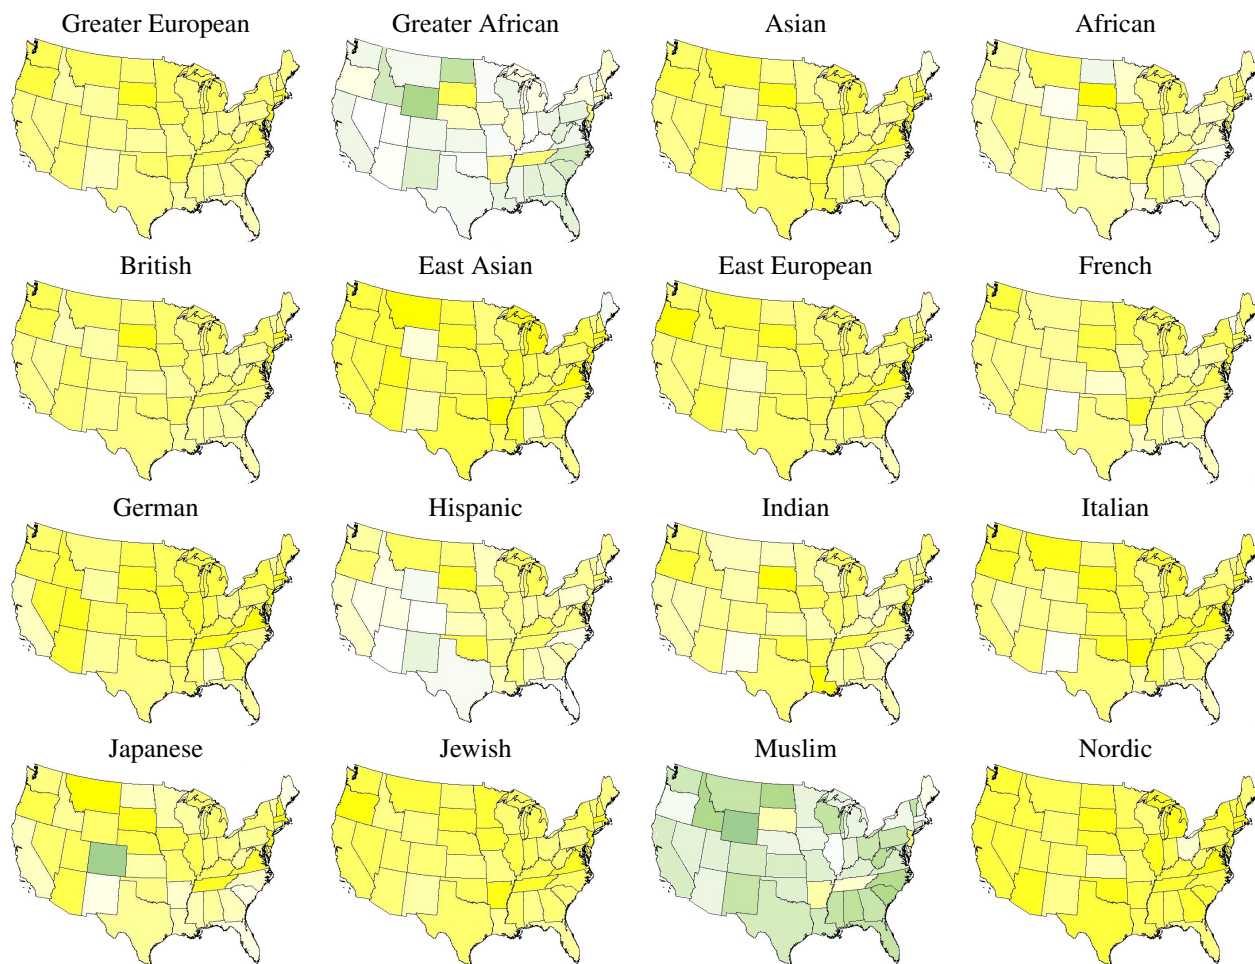 Greater European
Greater African
Asian
African
British
East Asian
East European
French
German
Hispanic
Indian
Italian
Japanese
Jewish
Muslim
Nordic